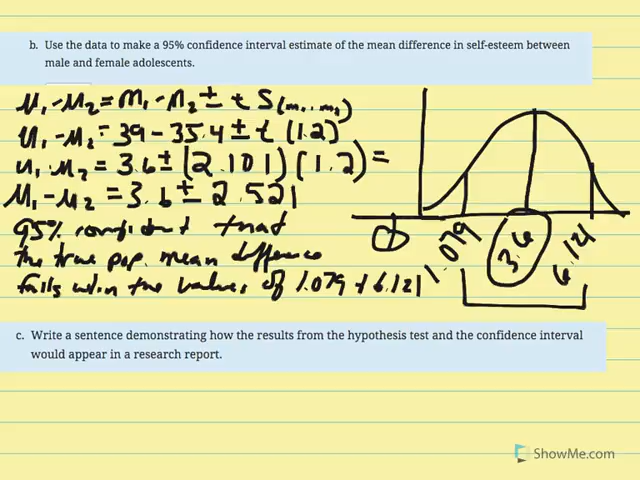 b. Use the data to make a 95% confidence interval estimate of the mean difference in self-esteem between
male and female adolescents.
μ₁-μ₂ = m₁-m₂ ± t S(m₁-m₂)
μ₁-μ₂ = 39 - 35.4 ± t (1.2)
μ₁-μ₂ = 3.6 ± (2.101)(1.2) =
μ₁-μ₂ = 3.6 ± 2.521
95% confident that
the true pop. mean difference
falls w/in the values of 1.079 + 6.121
0
1.079
3.6
6.121
c. Write a sentence demonstrating how the results from the hypothesis test and the confidence interval
would appear in a research report.
ShowMe.com